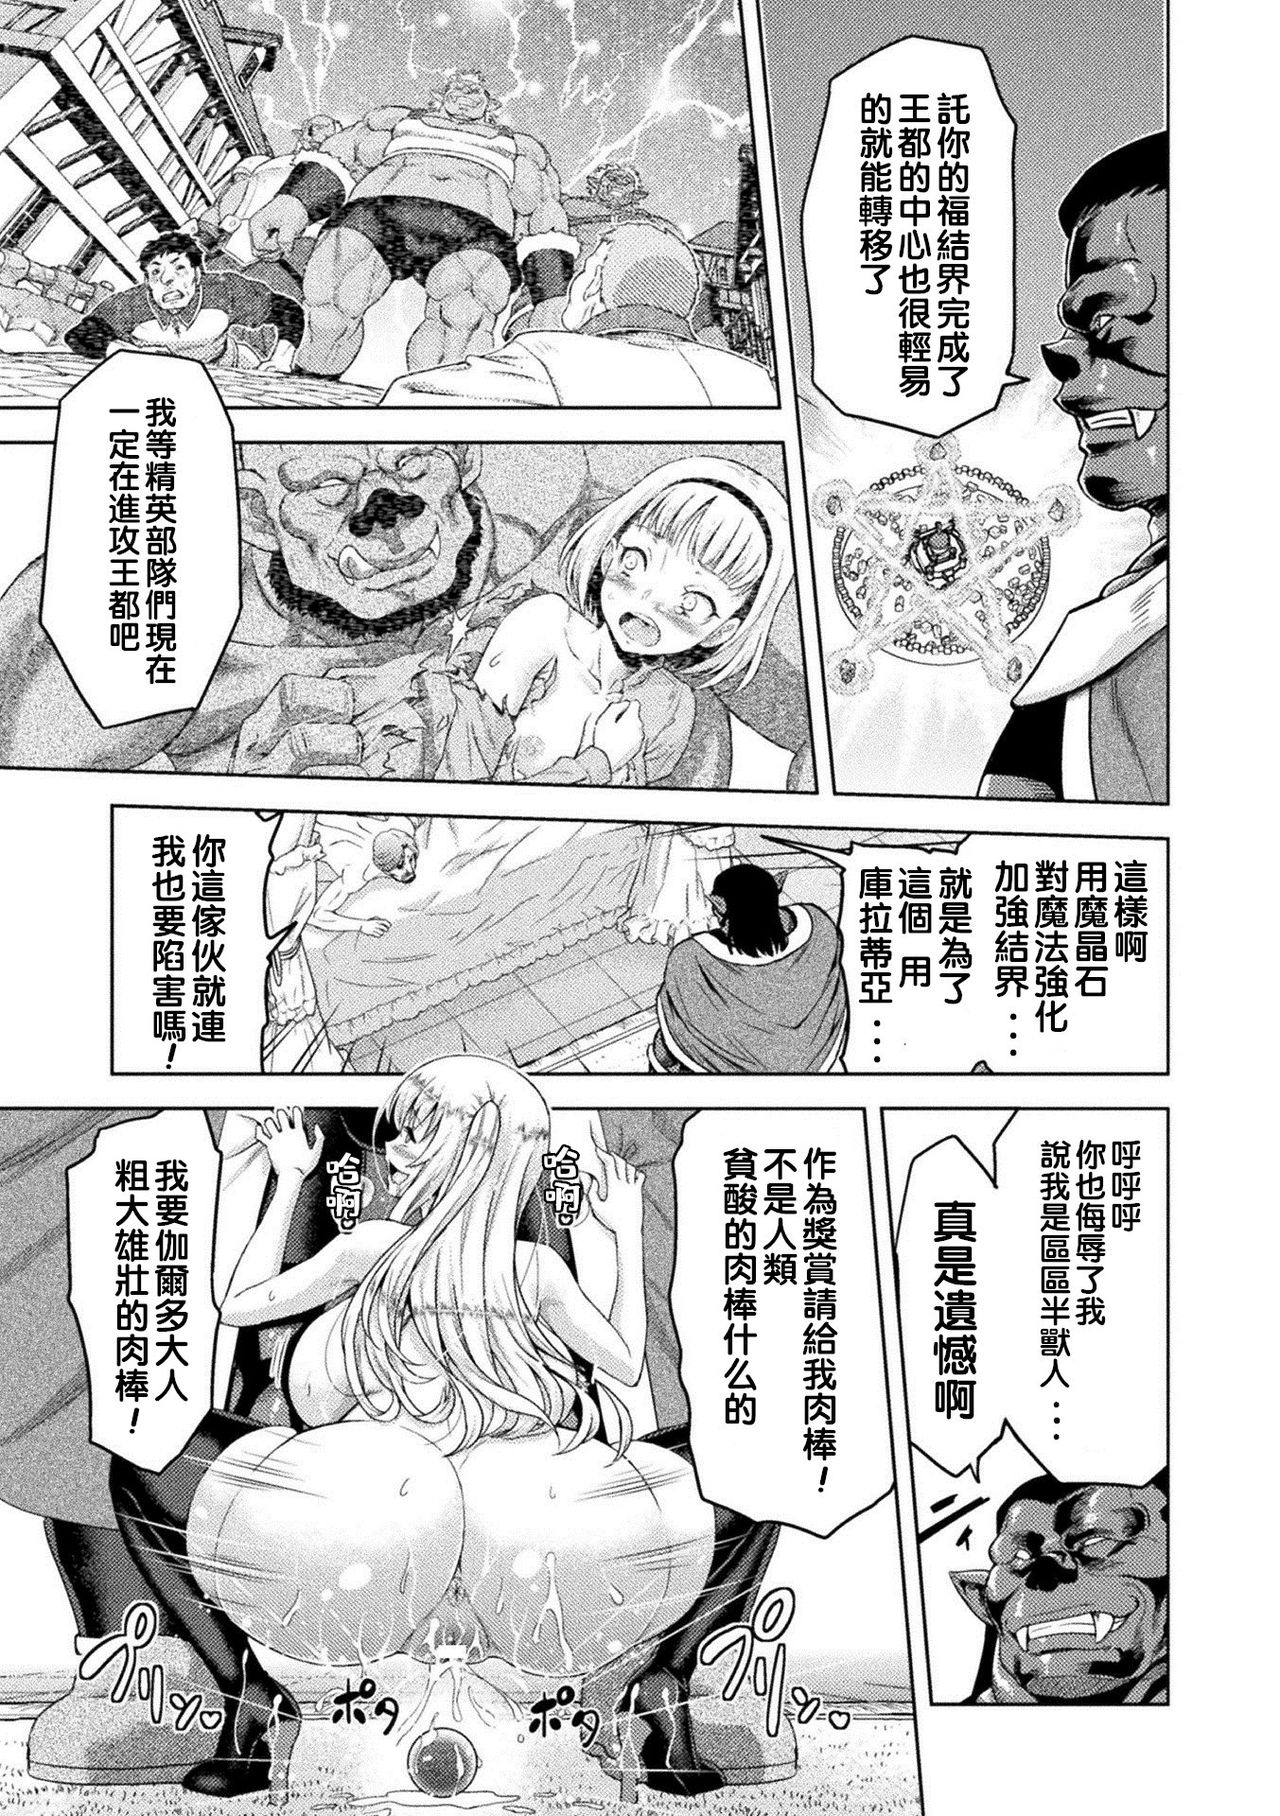 託你的福結界完成了
王都的中心也很輕易
的就能轉移了
我等精英部隊們現在
一定在進攻王都吧
這樣啊
用魔晶石
對魔法強化
加強結界...
就是為了
這個 用
庫拉蒂亞...
你這傢伙就連
我也要陷害嗎!
呼呼呼
你也侮辱了我
說我是區區半獸人...
真是遺憾啊
ニィ
作為獎賞請給我肉棒!
不是人類
貧酸的肉棒什么的
我要伽爾多大人
粗大雄壯的肉棒!
哈啊
哈啊
プリッ
プリッ
ポタ
ポタ